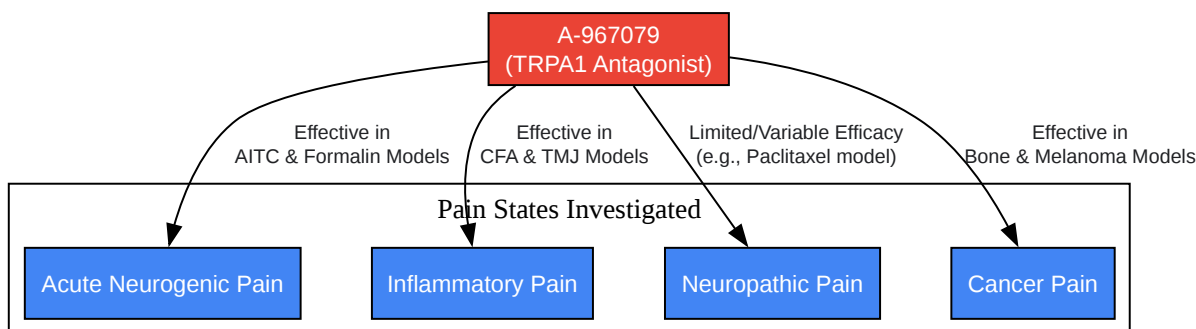 A-967079
(TRPA1 Antagonist)
Effective in
AITC & Formalin Models
Effective in
CFA & TMJ Models
Limited/Variable Efficacy
(e.g., Paclitaxel model)
Effective in
Bone & Melanoma Models
Pain States Investigated
Acute Neurogenic Pain
Inflammatory Pain
Neuropathic Pain
Cancer Pain